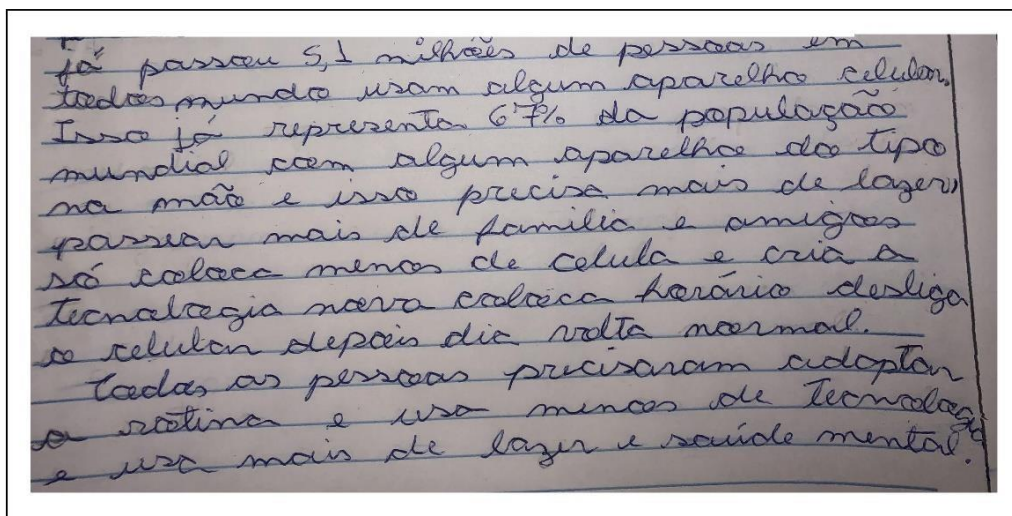 já passou 5,1 milhões de pessoas em
todos mundo usam algum aparelho celular.
Isso já representa 67% da população
mundial com algum aparelho do tipo
na mão e isso precisa mais de lazer,
passear mais de familia e amigos
só coloca menos de celula e cria a
tecnologia nova coloca horário desliga
o celular depois dia volta normal.
Todas as pessoas precisaram adoptar
a rotina e usa menos de Tecnologia
e usa mais de lazer e saúde mental.